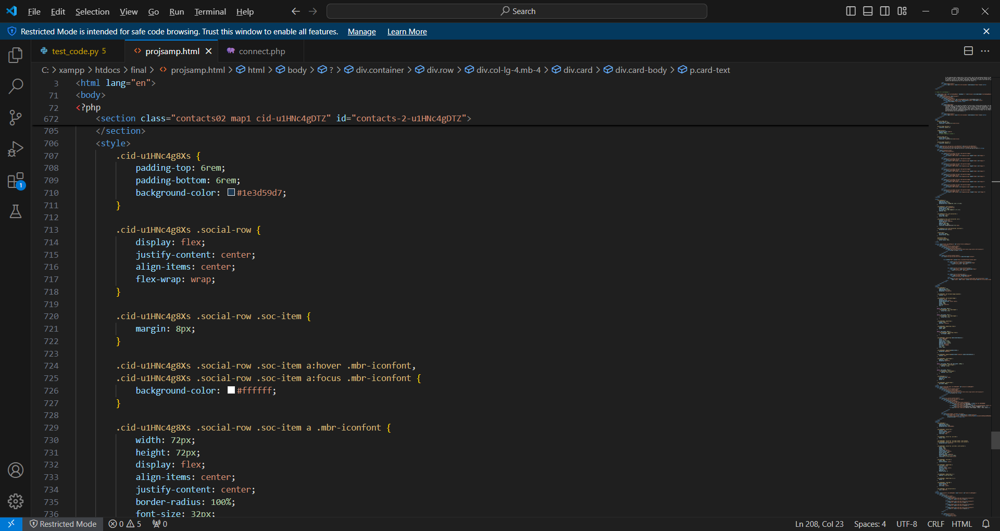 File Edit Selection View Go Run Terminal Help Search
Restricted Mode is intended for safe code browsing. Trust this window to enable all features. Manage Learn More
test_code.py 5 projsamp.html connect.php
C: > xampp > htdocs > final > projsamp.html > html > body > ? > div.container > div.row > div.col-lg-4.mb-4 > div.card > div.card-body > p.card-text
3 <html lang="en">
71 <body>
72 <?php
672 <section class="contacts02 map1 cid-u1HNc4gDTZ" id="contacts-2-u1HNc4gDTZ">
705 </section>
706 <style>
707 .cid-u1HNc4g8Xs {
708 padding-top: 6rem;
709 padding-bottom: 6rem;
710 background-color: #1e3d59d7;
711 }
712
713 .cid-u1HNc4g8Xs .social-row {
714 display: flex;
715 justify-content: center;
716 align-items: center;
717 flex-wrap: wrap;
718 }
719
720 .cid-u1HNc4g8Xs .social-row .soc-item {
721 margin: 8px;
722 }
723
724 .cid-u1HNc4g8Xs .social-row .soc-item a:hover .mbr-iconfont,
725 .cid-u1HNc4g8Xs .social-row .soc-item a:focus .mbr-iconfont {
726 background-color: #ffffff;
727 }
728
729 .cid-u1HNc4g8Xs .social-row .soc-item a .mbr-iconfont {
730 width: 72px;
731 height: 72px;
732 display: flex;
733 align-items: center;
734 justify-content: center;
735 border-radius: 100%;
736 font-size: 32px;
1
Restricted Mode 0 5 0 Ln 208, Col 23 Spaces: 4 UTF-8 CRLF HTML